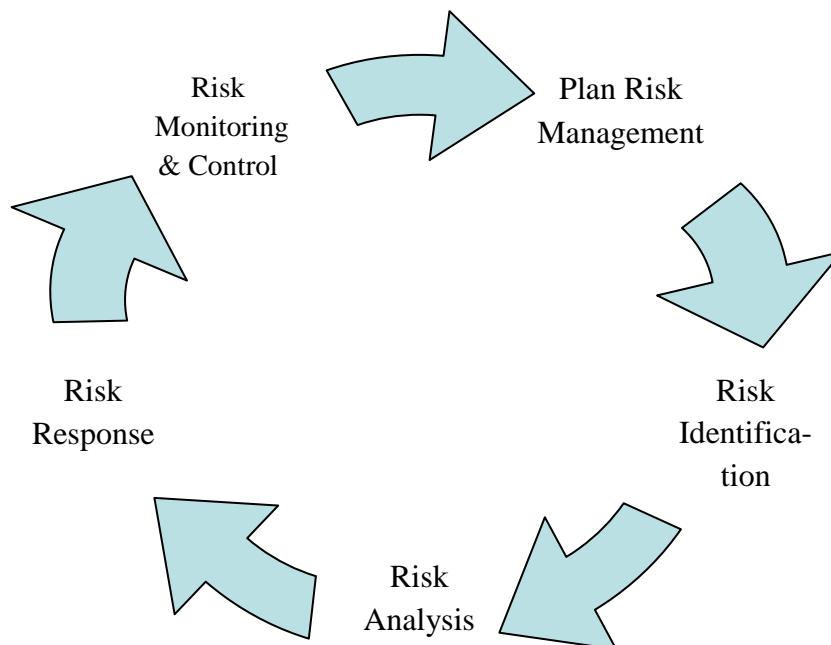 Risk
Monitoring
& Control
Plan Risk
Management
Risk
Identifica-
tion
Risk
Analysis
Risk
Response